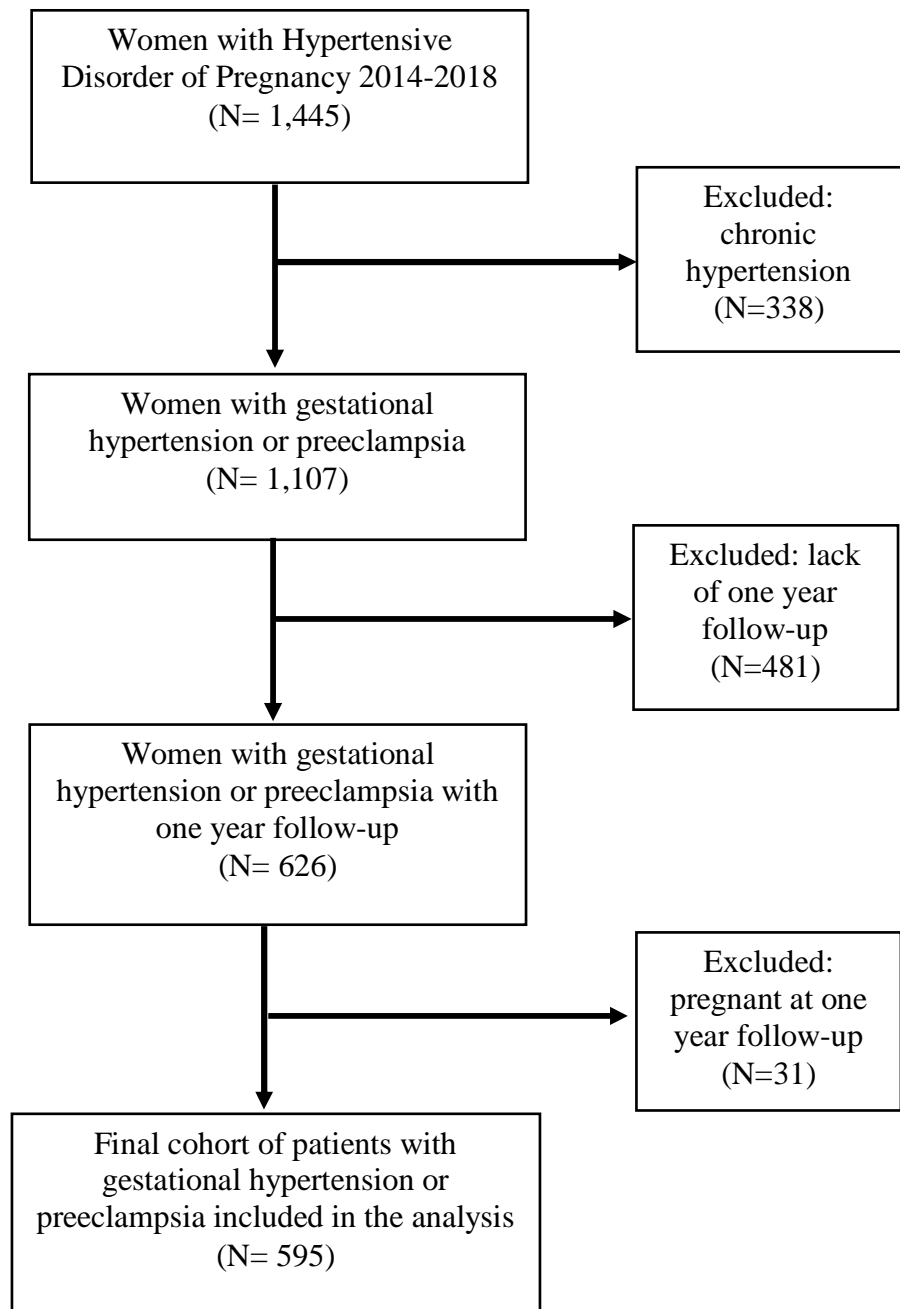 Women with Hypertensive
Disorder of Pregnancy 2014-2018
(N= 1,445)
Excluded:
chronic
hypertension
(N=338)
Women with gestational
hypertension or preeclampsia
(N= 1,107)
Excluded: lack
of one year
follow-up
(N=481)
Women with gestational
hypertension or preeclampsia with
one year follow-up
(N= 626)
Excluded:
pregnant at one
year follow-up
(N=31)
Final cohort of patients with
gestational hypertension or
preeclampsia included in the analysis
(N= 595)